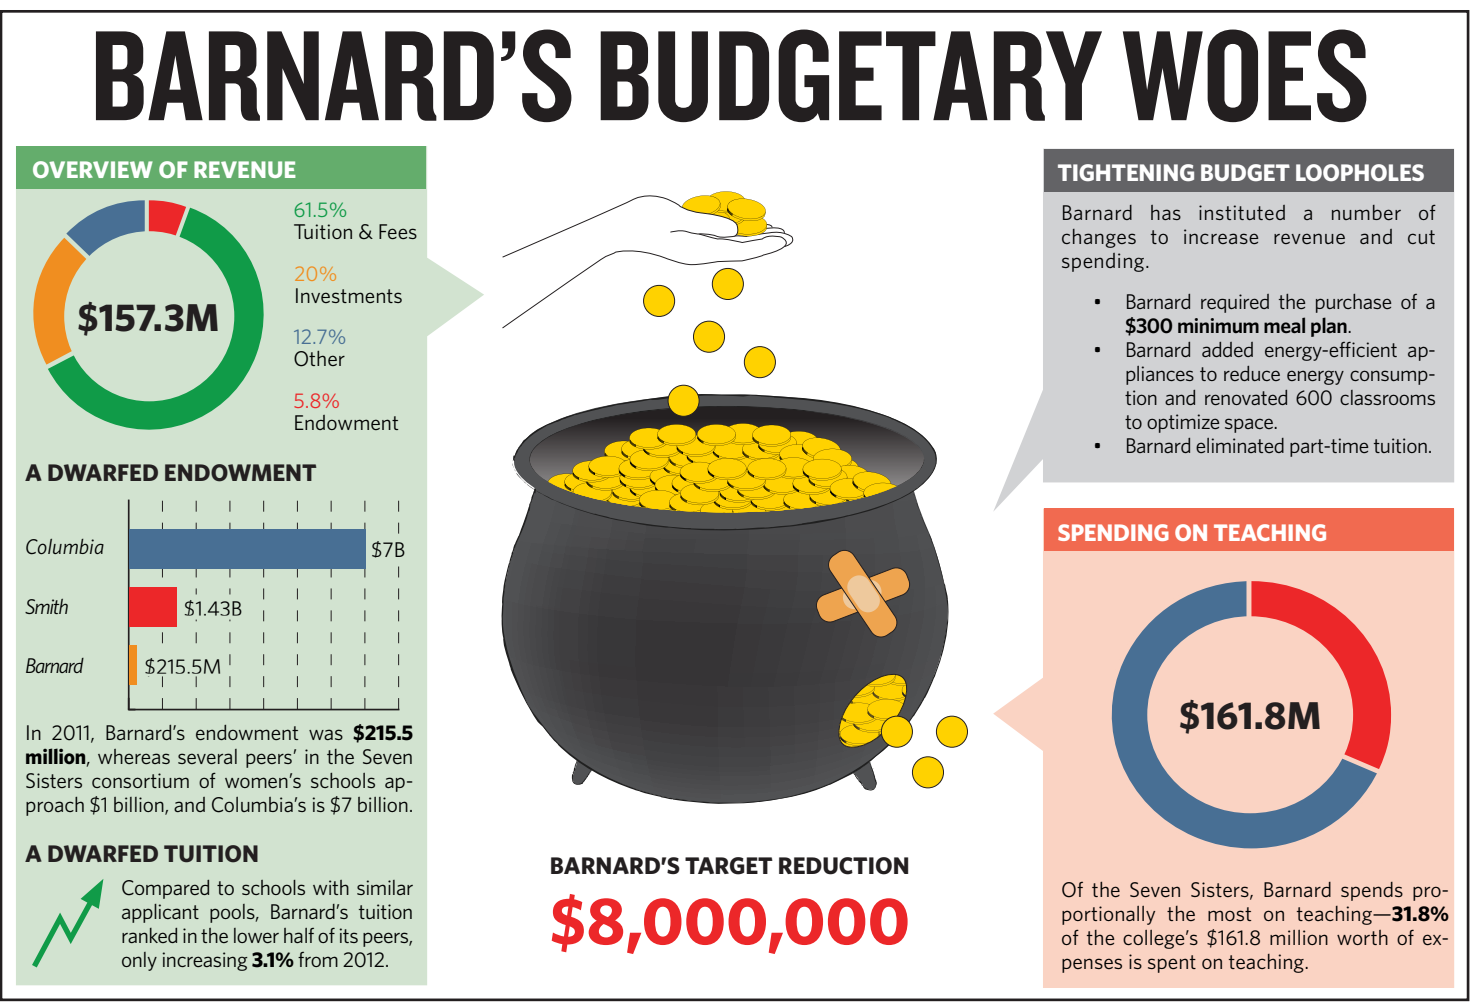 BARNARD'S BUDGETARY WOES
OVERVIEW OF REVENUE
$157.3M
61.5%
Tuition & Fees
20%
Investments
12.7%
Other
5.8%
Endowment
A DWARFED ENDOWMENT
Columbia
$7B
Smith
$1.43B
Barnard
$215.5M
In 2011, Barnard's endowment was $215.5
million, whereas several peers' in the Seven
Sisters consortium of women's schools ap-
proach $1 billion, and Columbia's is $7 billion.
A DWARFED TUITION
Compared to schools with similar
applicant pools, Barnard's tuition
ranked in the lower half of its peers,
only increasing 3.1% from 2012.
BARNARD'S TARGET REDUCTION
$8,000,000
TIGHTENING BUDGET LOOPHOLES
Barnard has instituted a number of
changes to increase revenue and cut
spending.
• Barnard required the purchase of a
$300 minimum meal plan.
• Barnard added energy-efficient ap-
pliances to reduce energy consump-
tion and renovated 600 classrooms
to optimize space.
• Barnard eliminated part-time tuition.
SPENDING ON TEACHING
$161.8M
Of the Seven Sisters, Barnard spends pro-
portionally the most on teaching—31.8%
of the college's $161.8 million worth of ex-
penses is spent on teaching.